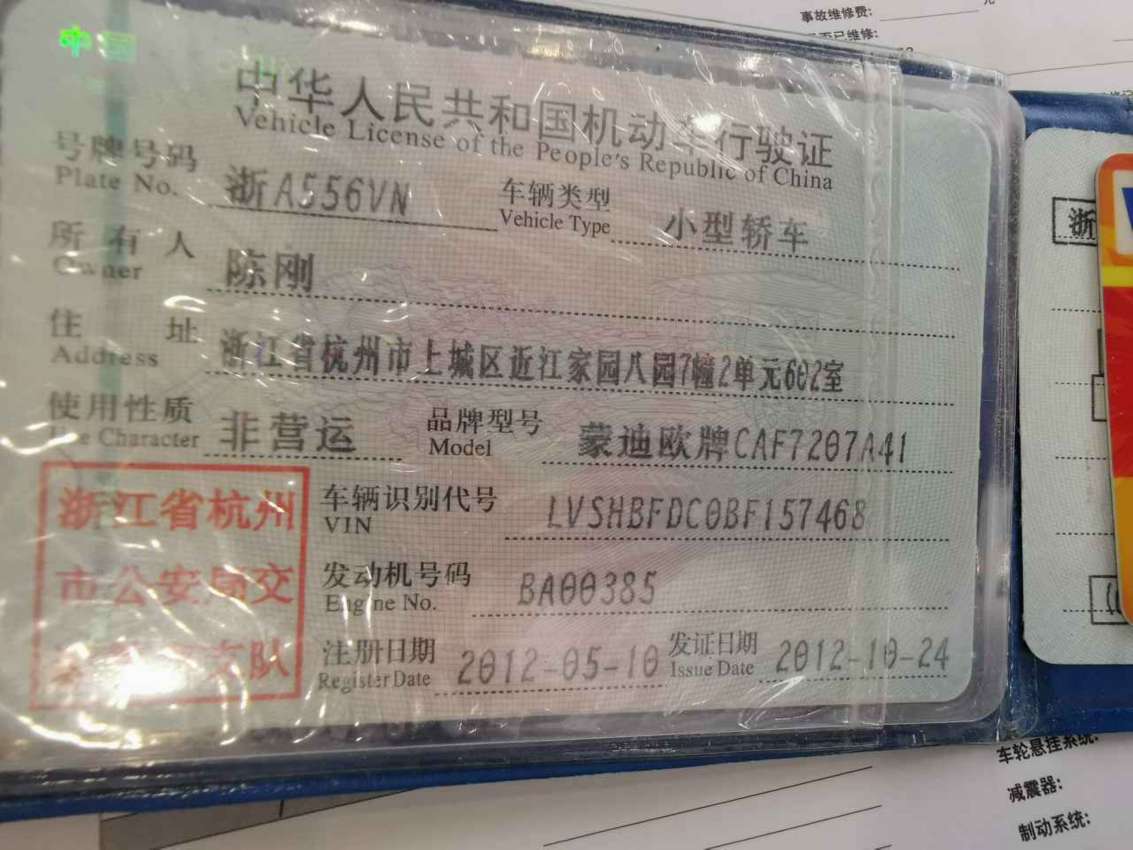 事故维修费:
元
中国
中华人民共和国机动车行驶证
Vehicle License of the People's Republic of China
号牌号码
Plate No.
浙A556VN
车辆类型
Vehicle Type
小型轿车
所有人
Owner
陈刚
住址
Address
浙江省杭州市上城区近江家园八园7幢2单元602室
使用性质
Use Character
非营运
品牌型号
Model
蒙迪欧牌CAF7207A41
浙江省杭州
市公安局交
支队
车辆识别代号
VIN
LVSHBFDC0BF157468
发动机号码
Engine No.
BA00385
注册日期
Register Date
2012-05-10
发证日期
Issue Date
2012-10-24
浙
车轮悬挂系统:
减震器:
制动系统: